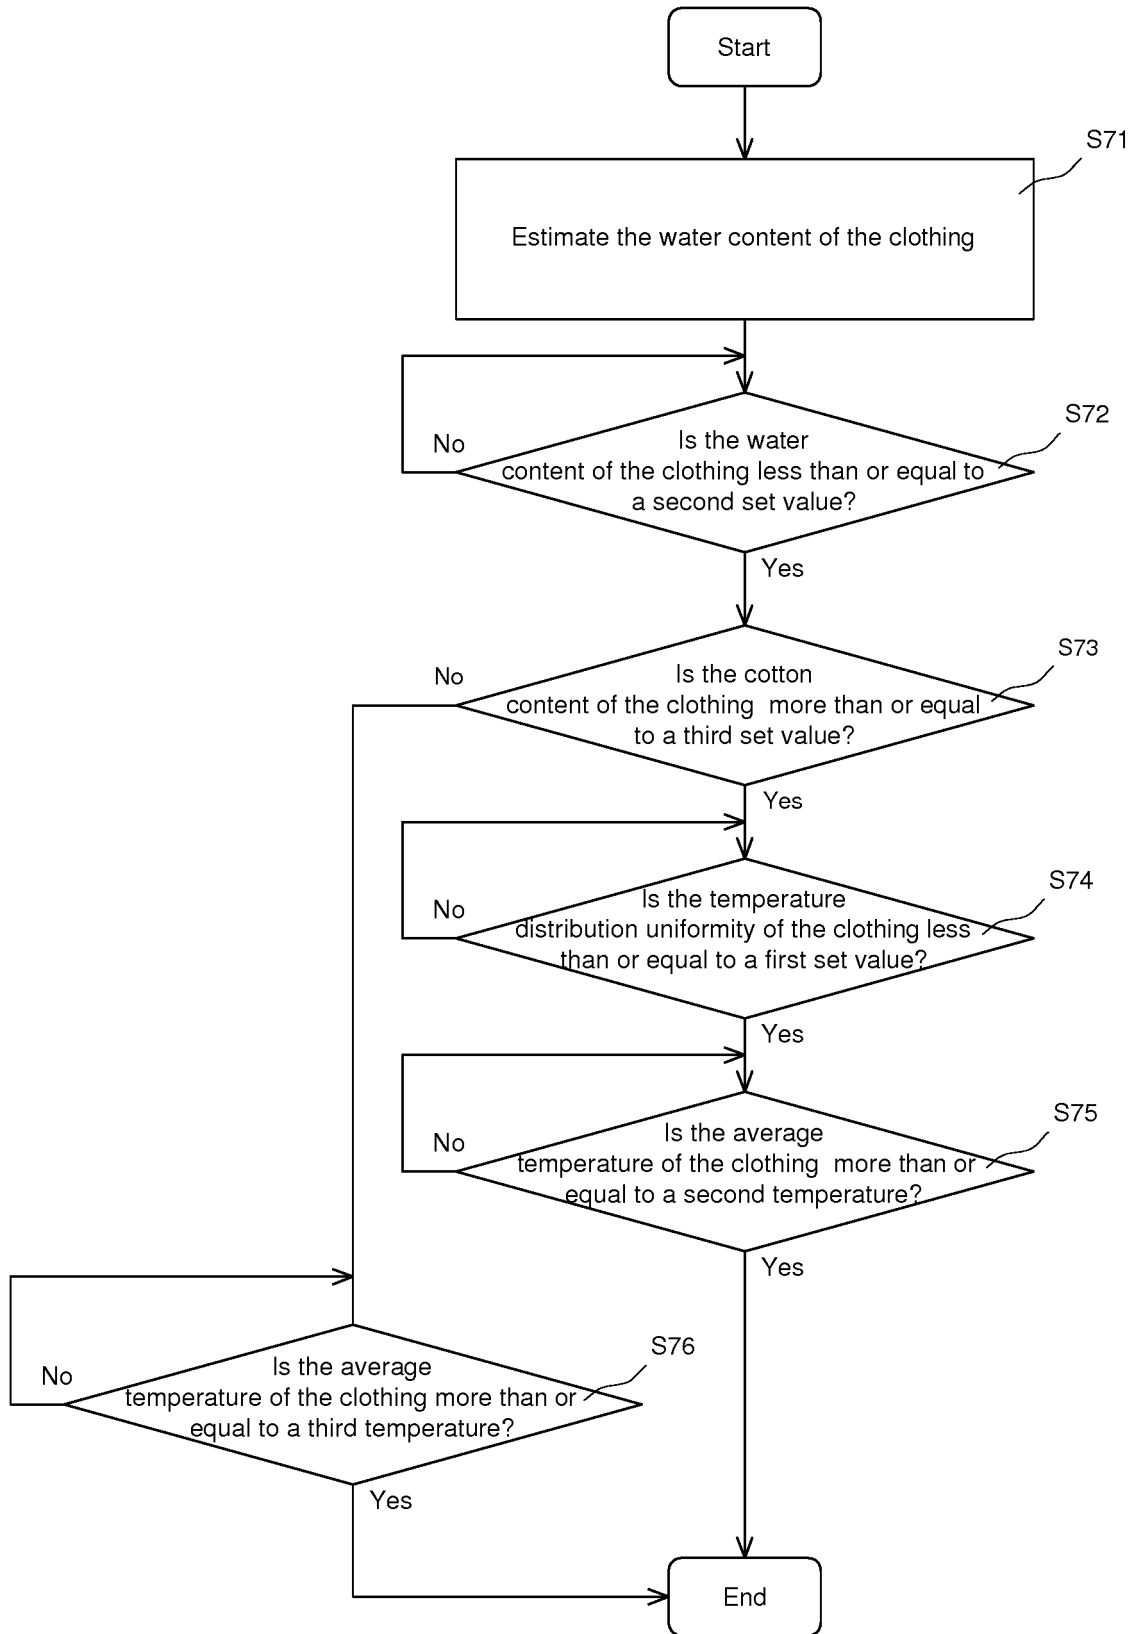 Start
S71
Estimate the water content of the clothing
S72
No
Is the water
content of the clothing less than or equal to
a second set value?
Yes
S73
No
Is the cotton
content of the clothing more than or equal
to a third set value?
Yes
S74
No
Is the temperature
distribution uniformity of the clothing less
than or equal to a first set value?
Yes
S75
No
Is the average
temperature of the clothing more than or
equal to a second temperature?
Yes
S76
No
Is the average
temperature of the clothing more than or
equal to a third temperature?
Yes
End